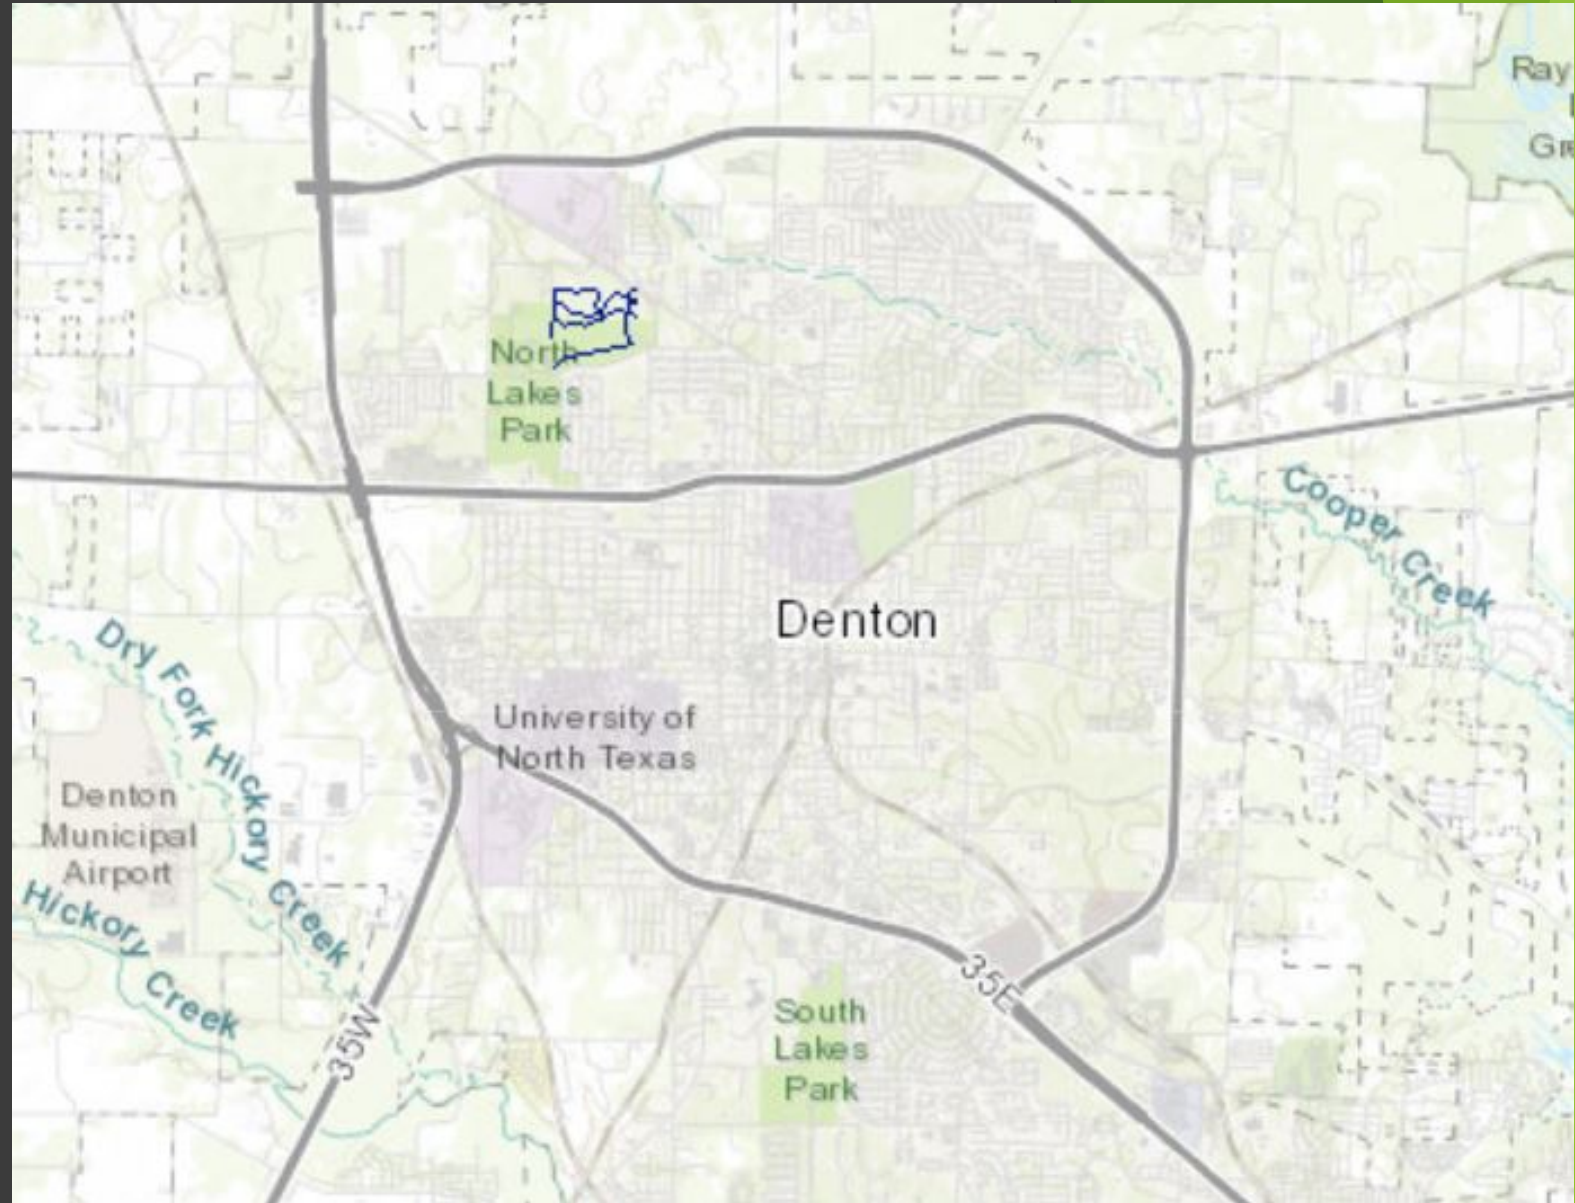 Ray
Gre
North
Lakes
Park
Cooper Creek
Denton
Dry Fork Hickory Creek
University of
North Texas
Denton
Municipal
Airport
Hickory Creek
35W
35E
South
Lakes
Park